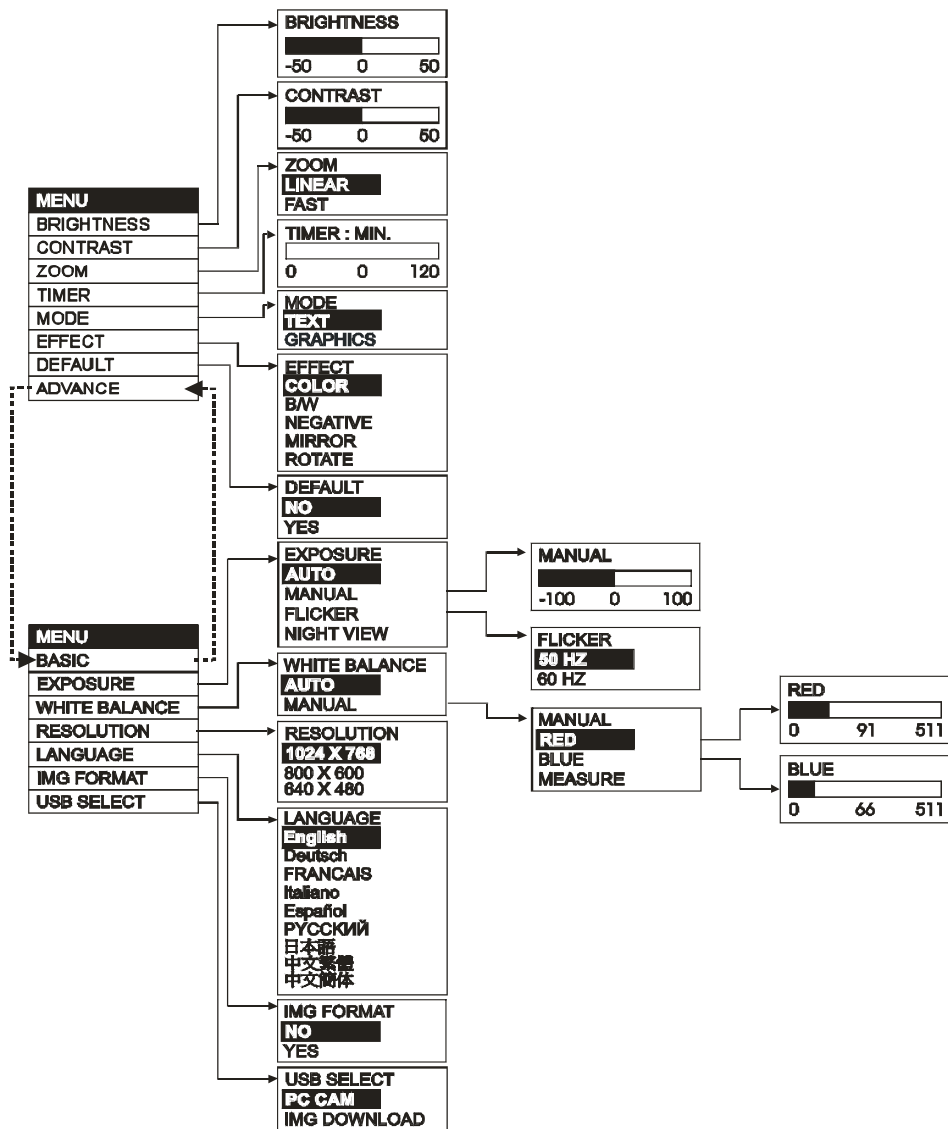 BRIGHTNESS
-50 0 50
CONTRAST
-50 0 50
ZOOM
LINEAR
FAST
TIMER : MIN.
0 0 120
MODE
TEXT
GRAPHICS
EFFECT
COLOR
B/W
NEGATIVE
MIRROR
ROTATE
DEFAULT
NO
YES
MENU
BRIGHTNESS
CONTRAST
ZOOM
TIMER
MODE
EFFECT
DEFAULT
ADVANCE
MENU
BASIC
EXPOSURE
WHITE BALANCE
RESOLUTION
LANGUAGE
IMG FORMAT
USB SELECT
EXPOSURE
AUTO
MANUAL
FLICKER
NIGHT VIEW
MANUAL
-100 0 100
FLICKER
50 HZ
60 HZ
WHITE BALANCE
AUTO
MANUAL
MANUAL
RED
BLUE
MEASURE
RED
0 91 511
BLUE
0 66 511
RESOLUTION
1024 X 768
800 X 600
640 X 480
LANGUAGE
English
Deutsch
FRANCAIS
Italiano
Español
РУССКИЙ
日本語
中文繁體
中文简体
IMG FORMAT
NO
YES
USB SELECT
PC CAM
IMG DOWNLOAD